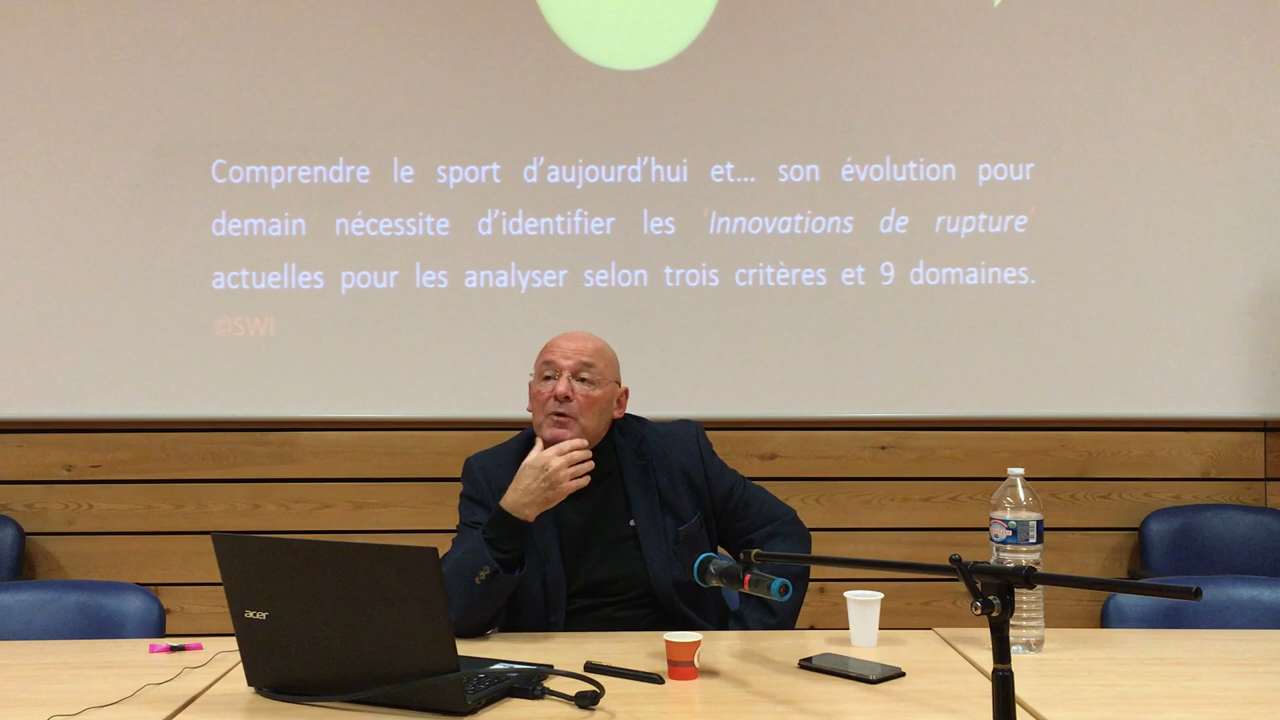 Comprendre le sport d’aujourd’hui et... son évolution pour
demain nécessite d’identifier les ‘Innovations de rupture’
actuelles pour les analyser selon trois critères et 9 domaines.
©SWI
acer